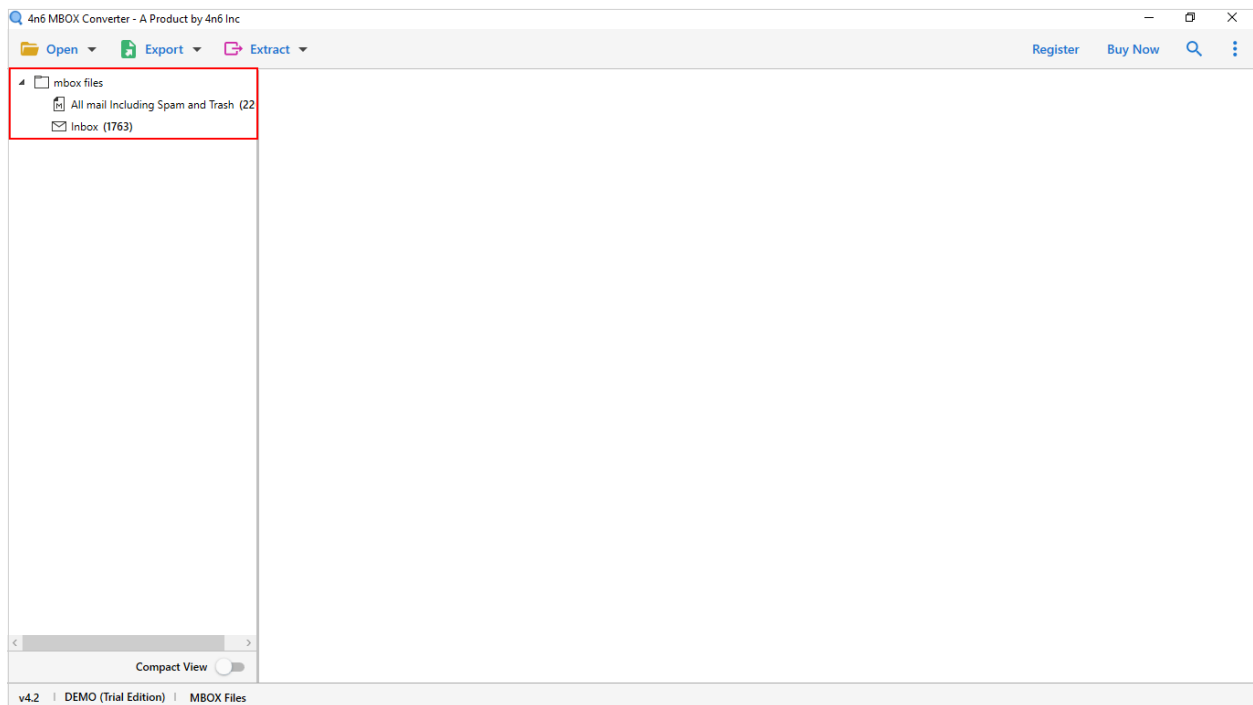 4n6 MBOX Converter - A Product by 4n6 Inc
Open Export Extract Register Buy Now
mbox files
All mail Including Spam and Trash (22
Inbox (1763)
Compact View
v4.2 | DEMO (Trial Edition) | MBOX Files